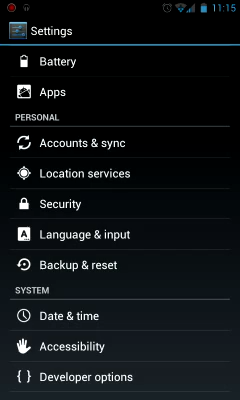 11:15
Settings
Battery
Apps
PERSONAL
Accounts & sync
Location services
Security
Language & input
Backup & reset
SYSTEM
Date & time
Accessibility
Developer options